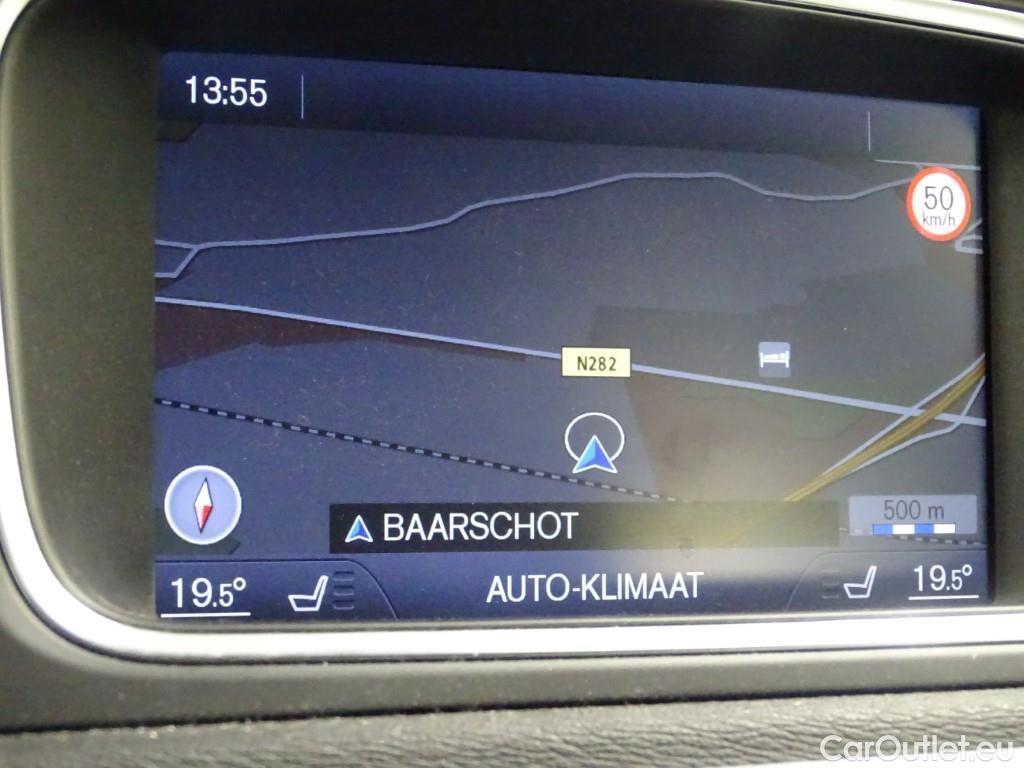 13:55
50
km/h
N282
500 m
BAARSCHOT
19.5°
AUTO-KLIMAAT
19.5°
CarOutlet.eu